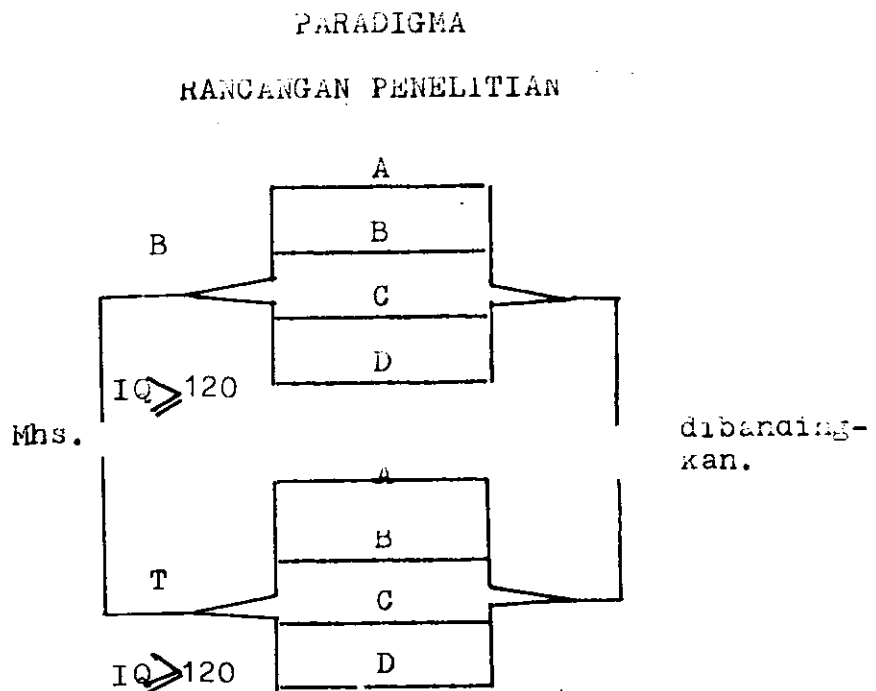 PARADIGMA
RANCANGAN PENELITIAN
A
B
B
C
D
IQ ⩾ 120
Mhs.
dibanding-
kan.
A
B
T
C
D
IQ ⩾ 120